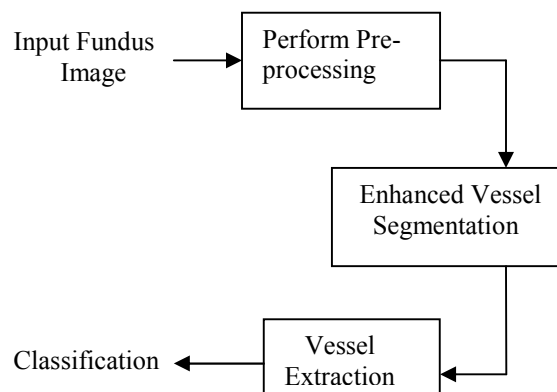 Input Fundus
Image
Perform Pre-
processing
Enhanced Vessel
Segmentation
Vessel
Extraction
Classification